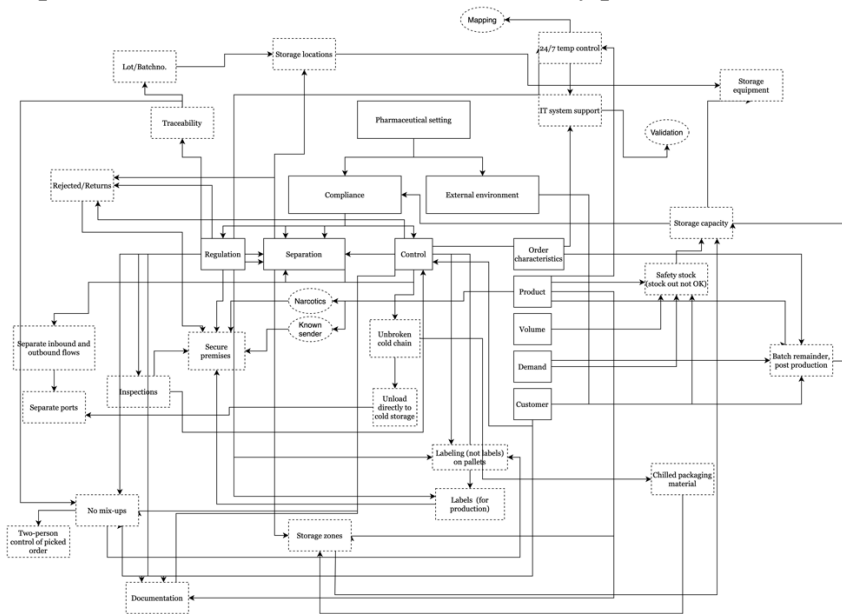 Mapping
24/7 temp control
Lot/Batchno.
Storage locations
Storage
equipment
IT system support
Traceability
Pharmaceutical setting
Validation
Rejected/Returns
Compliance
External environment
Storage capacity
Regulation
Separation
Control
Order
characteristics
Safety stock
(stock out not OK)
Product
Narcotics
Known
sender
Volume
Separate inbound and
outbound flows
Secure
premises
Unbroken
cold chain
Demand
Batch remainder,
post production
Inspections
Separate ports
Unload
directly to
cold storage
Customer
Labeling (not labels)
on pallets
Chilled packaging
material
Labels (for
production)
No mix-ups
Two-person
control of picked
order
Storage zones
Documentation